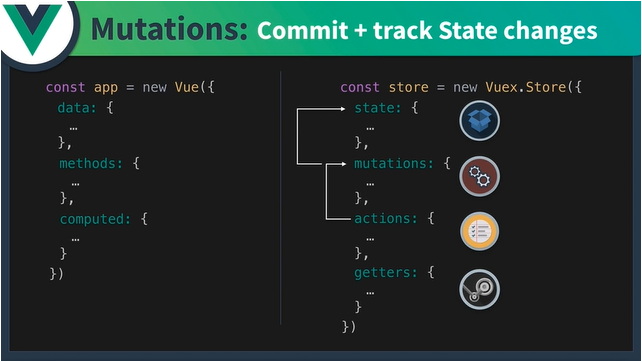 Mutations: Commit + track State changes
const app = new Vue({
data: {
…
},
methods: {
…
},
computed: {
…
}
})
const store = new Vuex.Store({
state: {
…
},
mutations: {
…
},
actions: {
…
},
getters: {
…
}
})